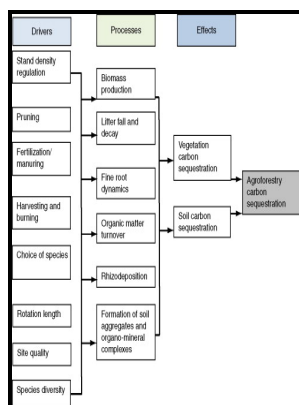 Drivers
Processes
Effects
Stand density
regulation
Pruning
Fertilization/
manuring
Harvesting and
burning
Choice of species
Rotation length
Site quality
Species diversity
Biomass
production
Litter fall and
decay
Fine root
dynamics
Organic matter
turnover
Rhizodeposition
Formation of soil
aggregates and
organo-mineral
complexes
Vegetation
carbon
sequestration
Soil carbon
sequestration
Agroforestry
carbon
sequestration